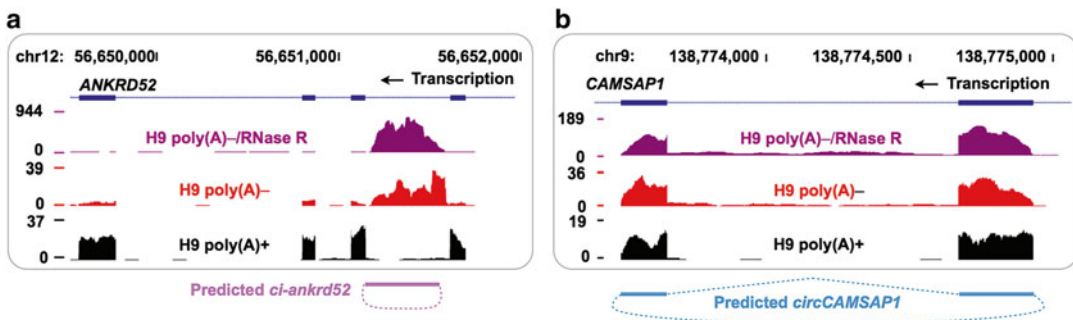 a
chr12: 56,650,000 56,651,000 56,652,000
ANKRD52 ← Transcription
944
H9 poly(A)–/RNase R
0
39
H9 poly(A)–
0
37
H9 poly(A)+
0
Predicted ci-ankrd52
b
chr9: 138,774,000 138,774,500 138,775,000
CAMSAP1 ← Transcription
189
H9 poly(A)–/RNase R
0
36
H9 poly(A)–
0
19
H9 poly(A)+
0
Predicted circCAMSAP1